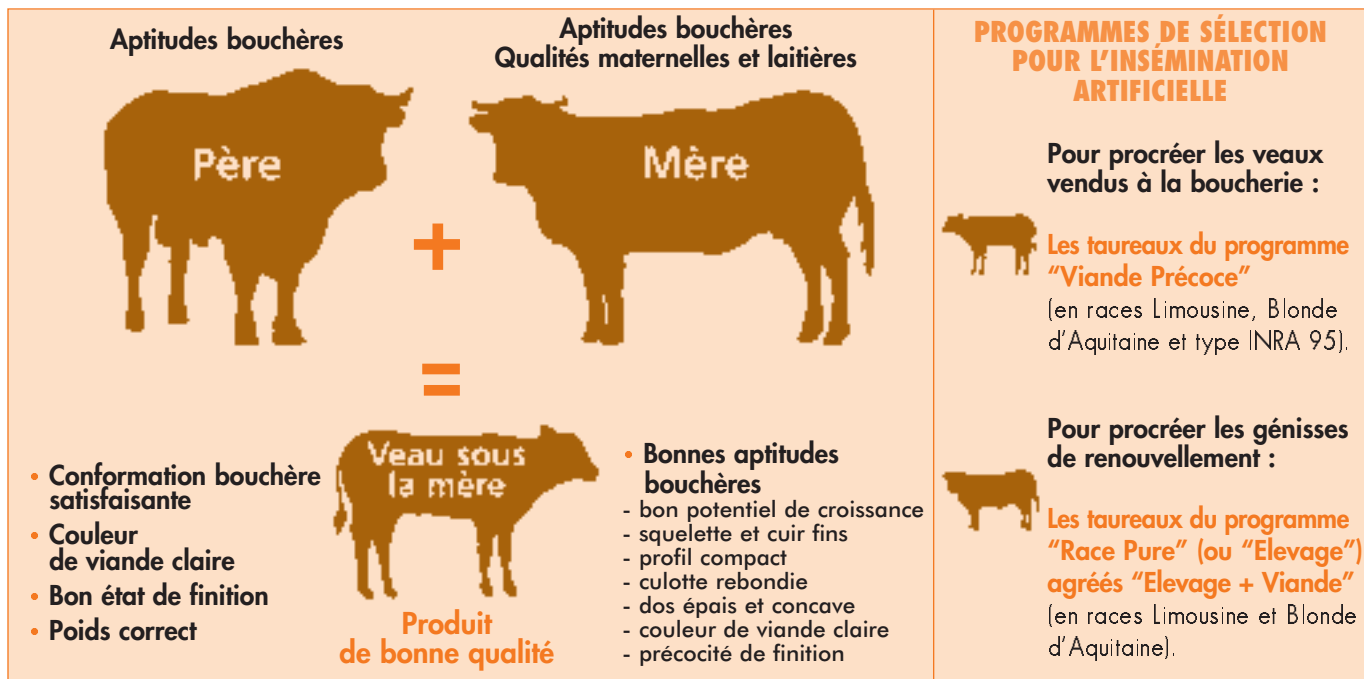 Aptitudes bouchères
Père
+
Aptitudes bouchères
Qualités maternelles et laitières
Mère
=
Veau sous
la mère
Produit
de bonne qualité
• Conformation bouchère
satisfaisante
• Couleur
de viande claire
• Bon état de finition
• Poids correct
• Bonnes aptitudes
bouchères
- bon potentiel de croissance
- squelette et cuir fins
- profil compact
- culotte rebondie
- dos épais et concave
- couleur de viande claire
- précocité de finition
PROGRAMMES DE SÉLECTION
POUR L'INSÉMINATION
ARTIFICIELLE
Pour procréer les veaux
vendus à la boucherie :
Les taureaux du programme
“Viande Précoce”
(en races Limousine, Blonde
d'Aquitaine et type INRA 95).
Pour procréer les génisses
de renouvellement :
Les taureaux du programme
“Race Pure” (ou “Elevage”)
agréés “Elevage + Viande”
(en races Limousine et Blonde
d'Aquitaine).